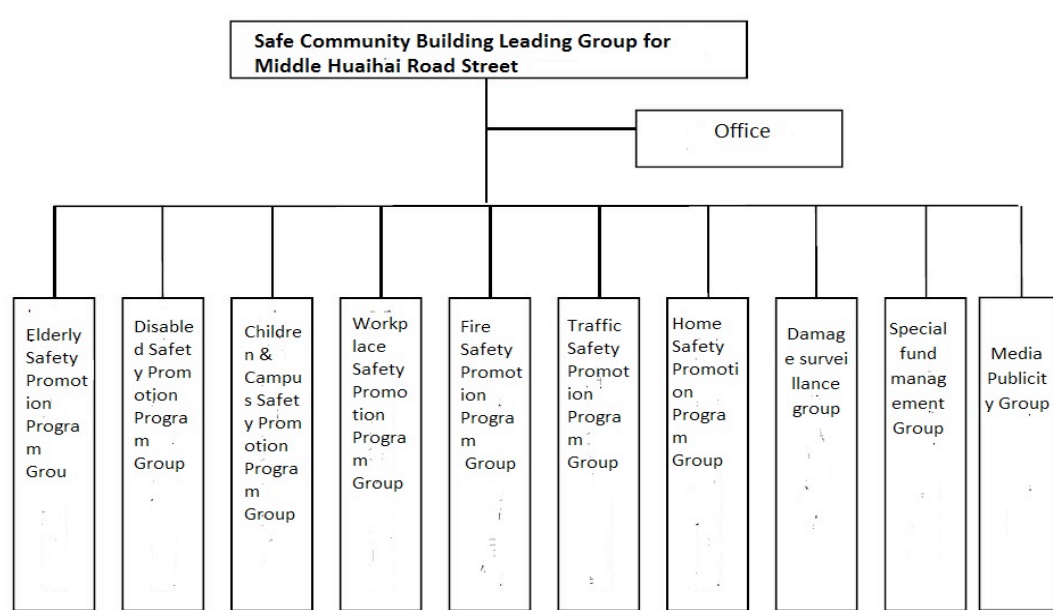 Safe Community Building Leading Group for
Middle Huaihai Road Street
Office
Elderly
Safety
Promot
ion
Progra
m
Grou
Disable
d Safet
y Prom
otion
Progra
m
Group
Childre
n &
Campu
s Safet
y Prom
otion
Progra
m
Group
Workp
lace
Safety
Promo
tion
Progra
m
Group
Fire
Safety
Promot
ion
Progra
m
Group
Traffic
Safety
Promot
ion
Progra
m
Group
Home
Safety
Promoti
on
Progra
m
Group
Damag
e survei
llance
group
Special
fund
manag
ement
Group
Media
Publicit
y Group